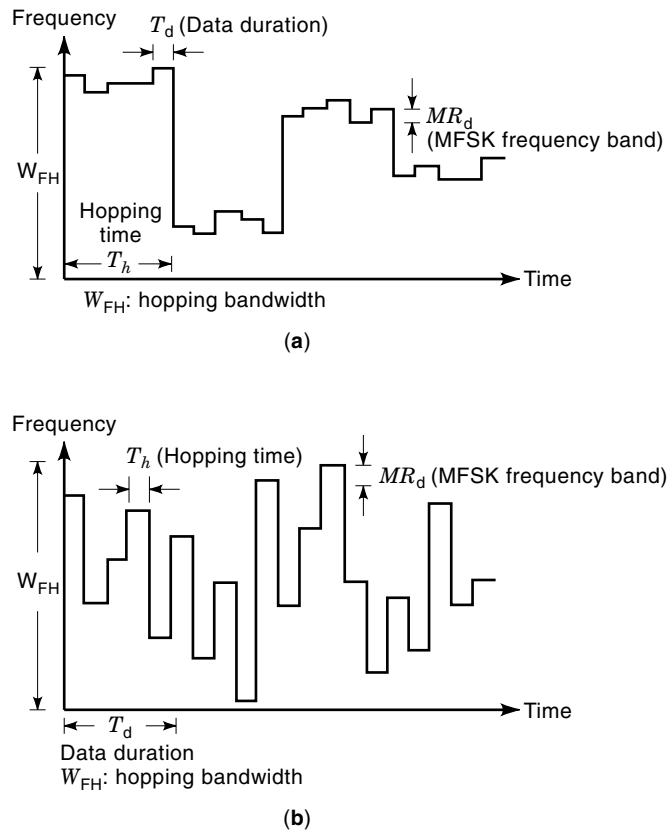 Frequency
T_d (Data duration)
MR_d
(MFSK frequency band)
W_FH
Hopping
time
T_h
Time
W_FH: hopping bandwidth
(a)
Frequency
T_h (Hopping time)
MR_d (MFSK frequency band)
W_FH
Time
T_d
Data duration
W_FH: hopping bandwidth
(b)